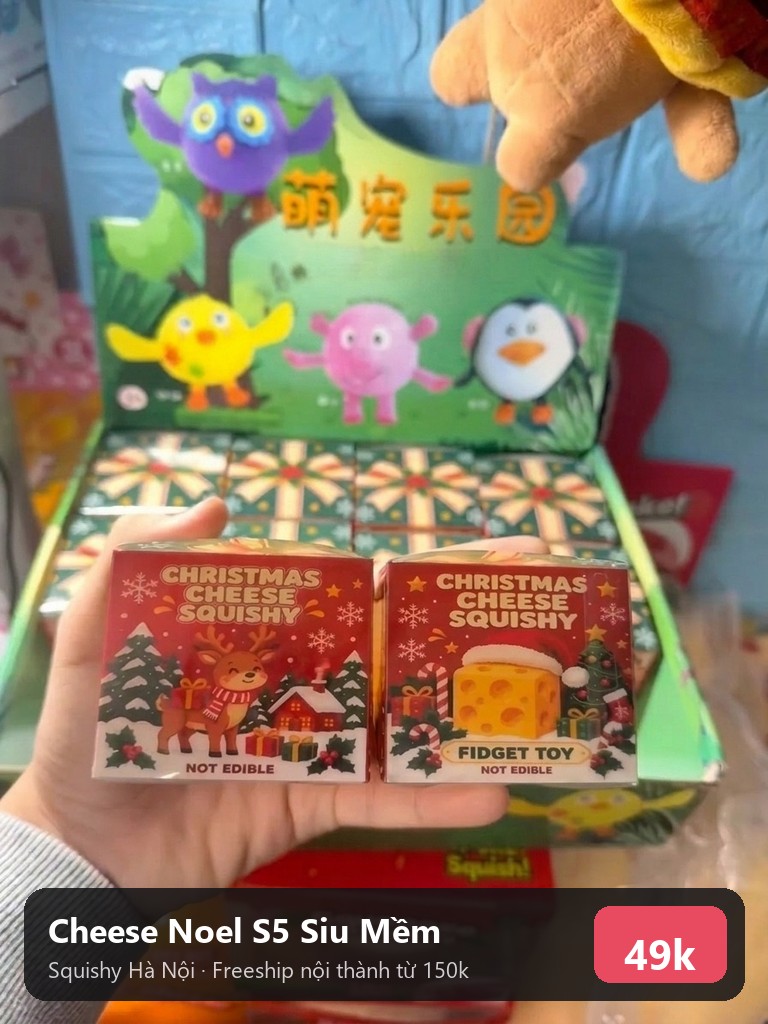 萌宠乐园
CHRISTMAS
CHEESE
SQUISHY
NOT EDIBLE
CHRISTMAS
CHEESE
SQUISHY
FIDGET TOY
NOT EDIBLE
Squish!
Cheese Noel S5 Siu Mềm
Squishy Hà Nội · Freeship nội thành từ 150k
49k